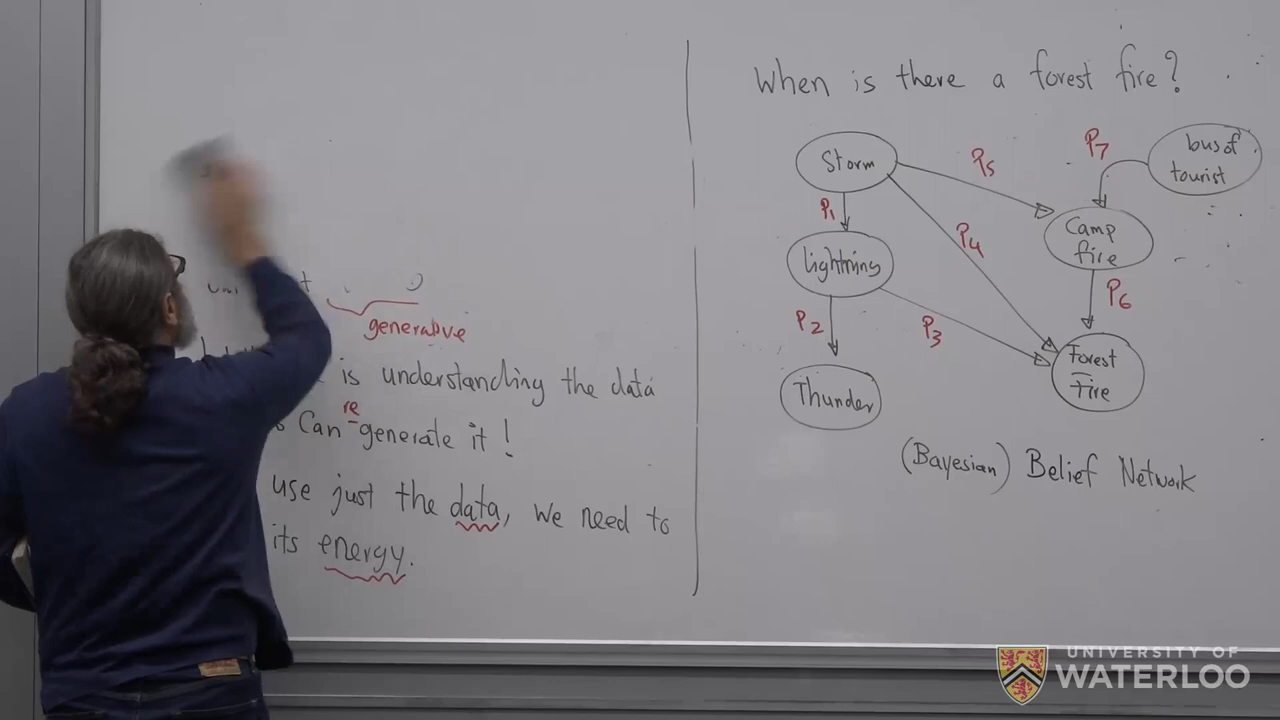 generative
is understanding the data
re
Can generate it !
use just the data, we need to
its energy.
When is there a forest fire?
Storm
P5
P7
bus of
tourist
P1
P4
Camp
fire
Lightning
P2
P3
P6
Forest
Fire
Thunder
(Bayesian) Belief Network
UNIVERSITY OF
WATERLOO